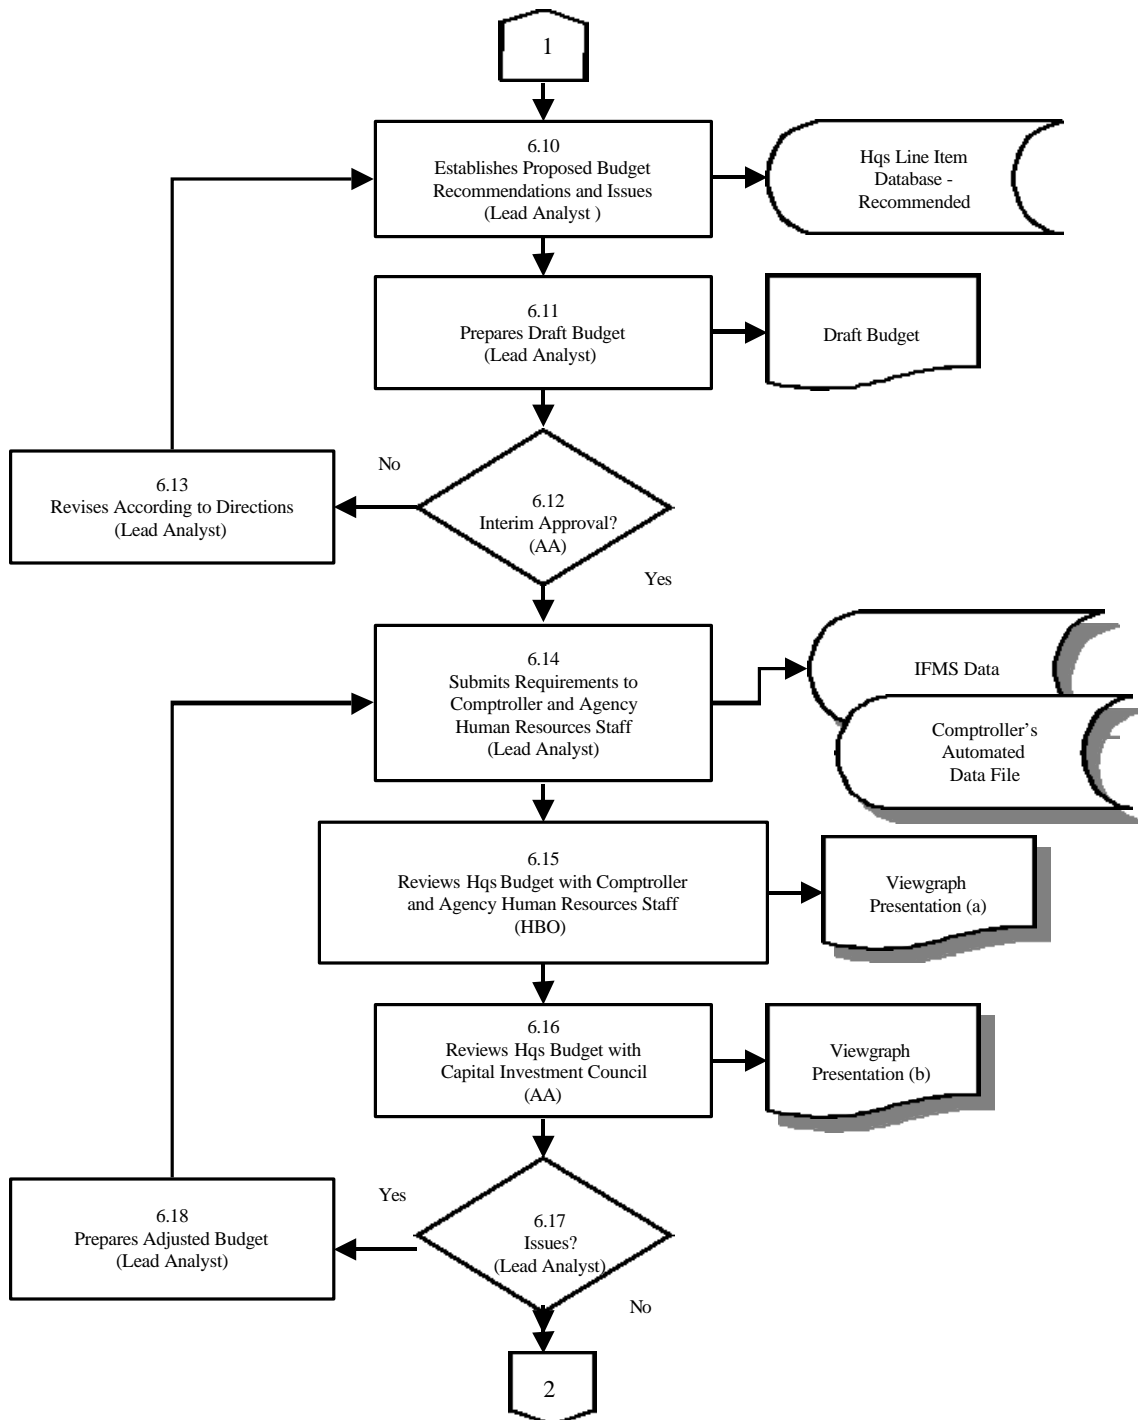 1
6.10
Establishes Proposed Budget
Recommendations and Issues
(Lead Analyst )
Hqs Line Item
Database -
Recommended
6.11
Prepares Draft Budget
(Lead Analyst)
Draft Budget
No
6.12
Interim Approval?
(AA)
6.13
Revises According to Directions
(Lead Analyst)
Yes
6.14
Submits Requirements to
Comptroller and Agency
Human Resources Staff
(Lead Analyst)
IFMS Data
Comptroller's
Automated
Data File
6.15
Reviews Hqs Budget with Comptroller
and Agency Human Resources Staff
(HBO)
Viewgraph
Presentation (a)
6.16
Reviews Hqs Budget with
Capital Investment Council
(AA)
Viewgraph
Presentation (b)
Yes
6.17
Issues?
(Lead Analyst)
6.18
Prepares Adjusted Budget
(Lead Analyst)
No
2